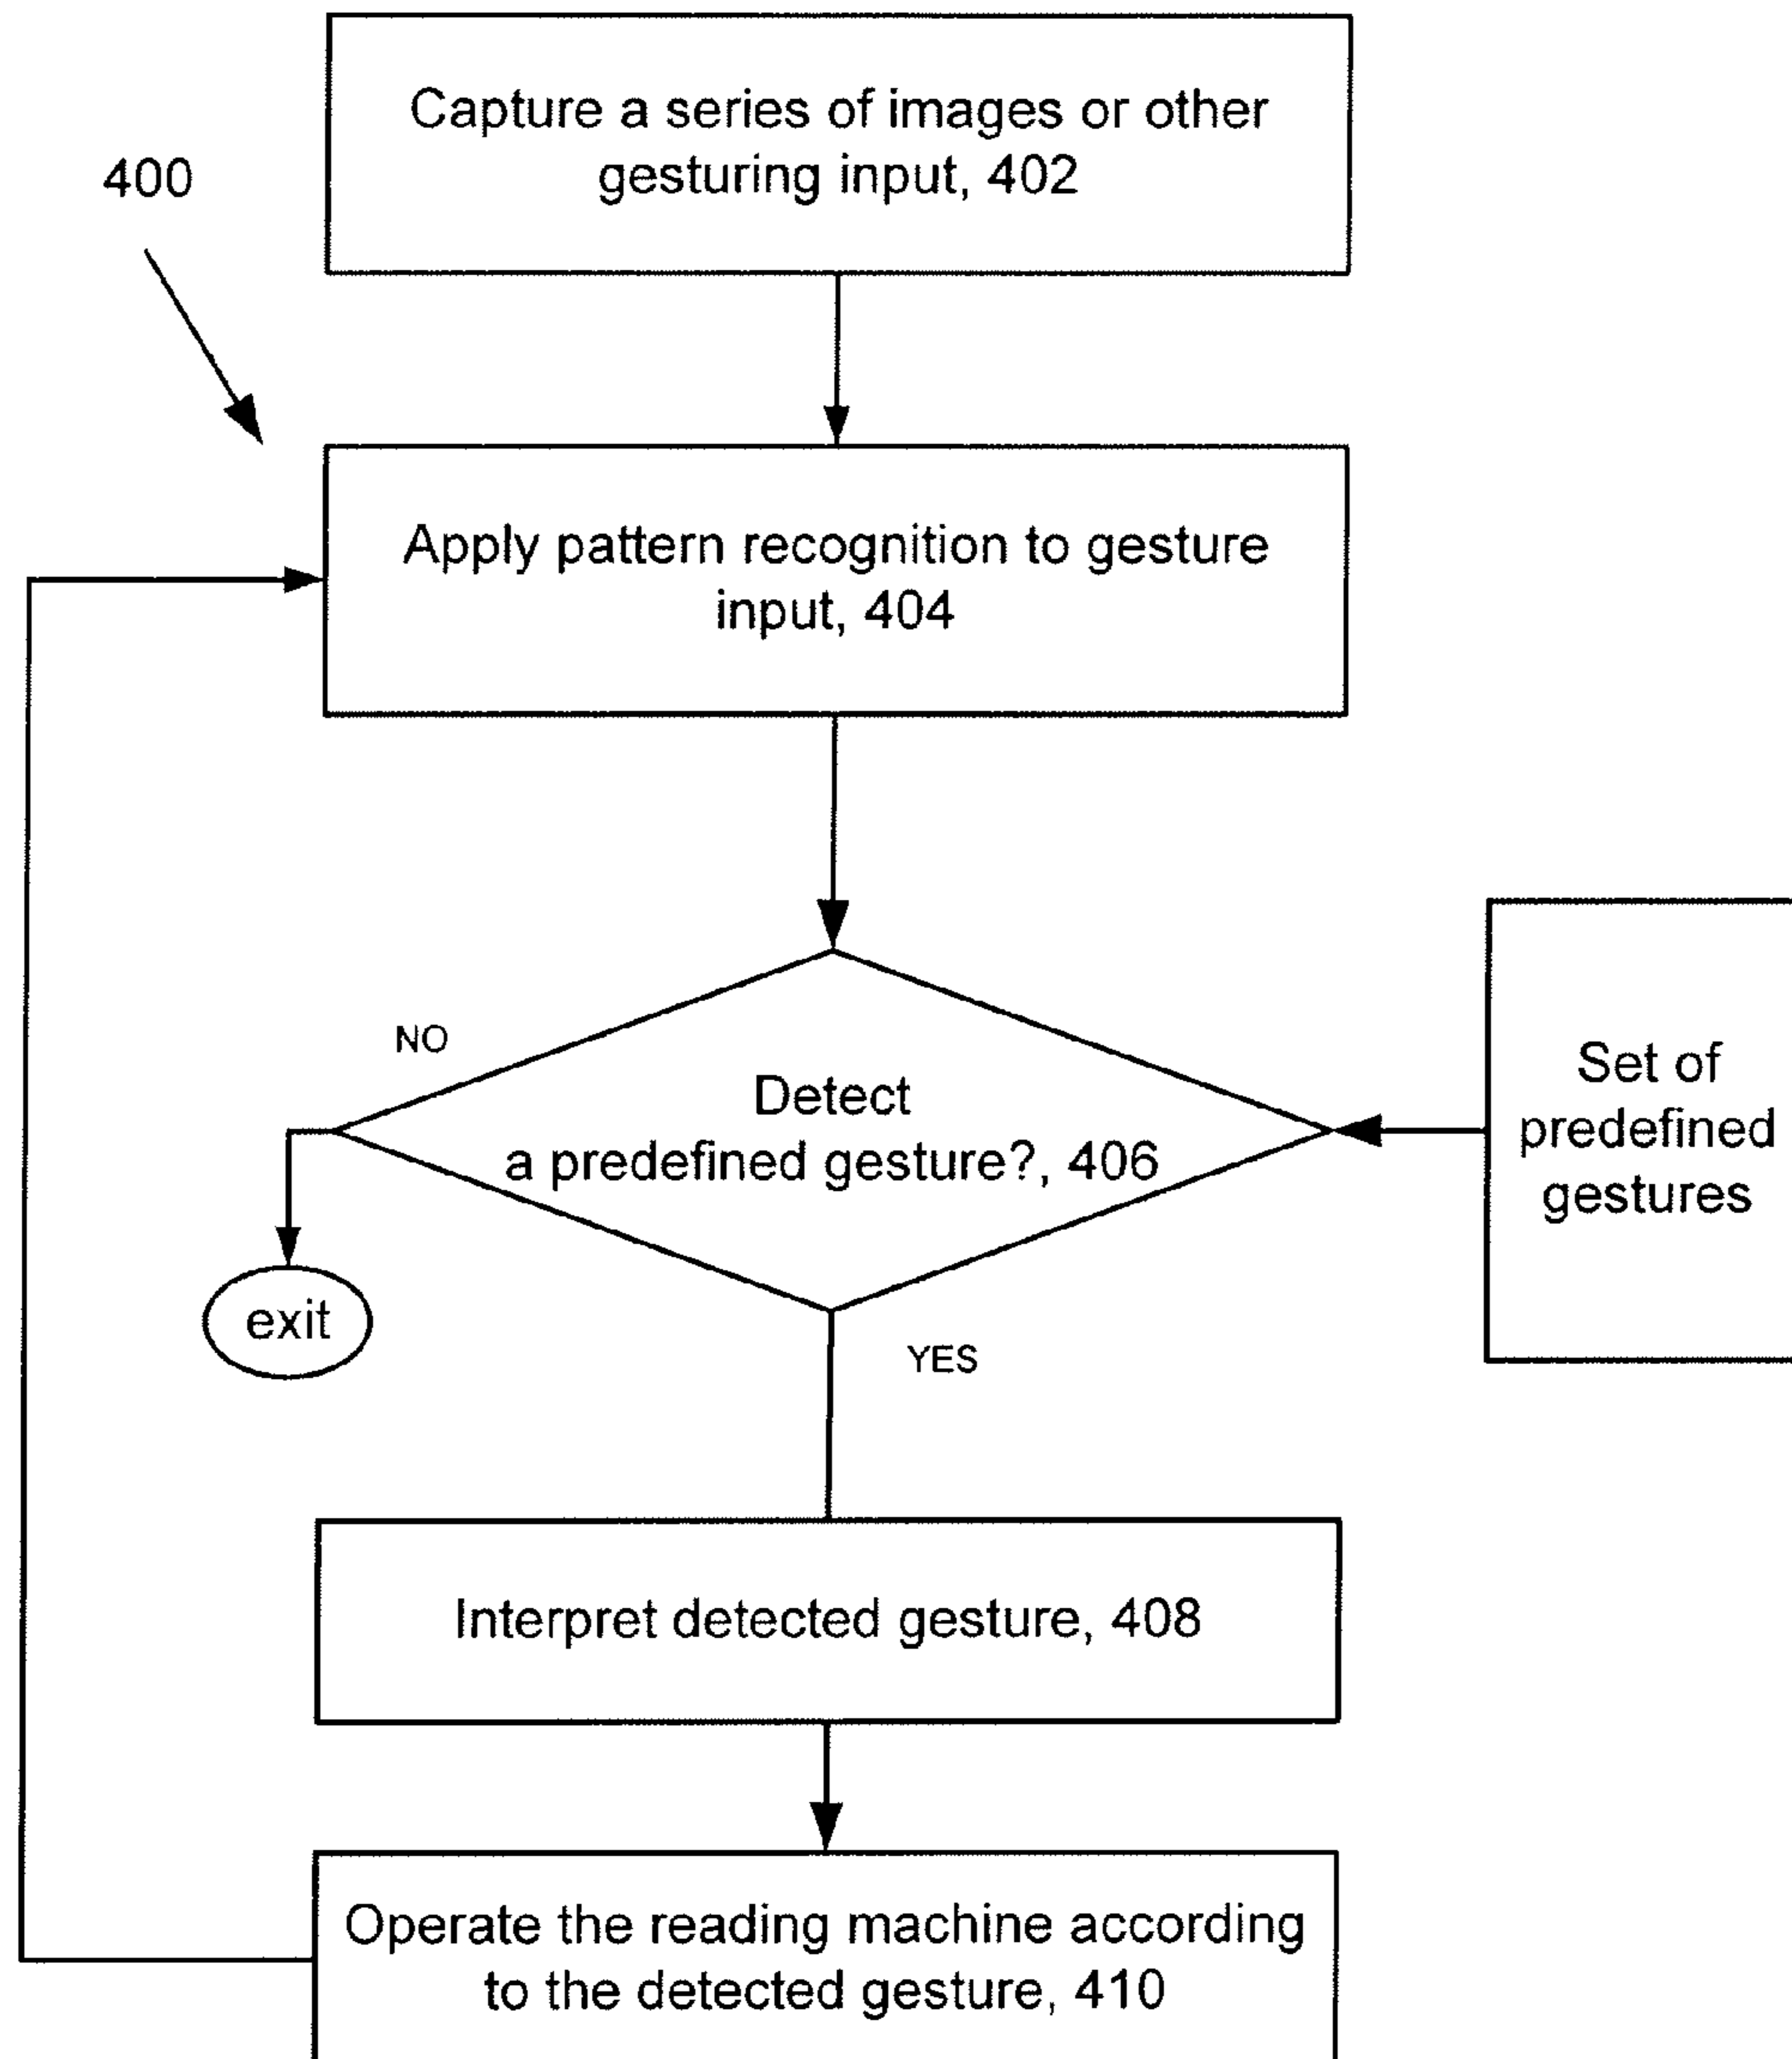 Capture a series of images or other
gesturing input, 402
400
Apply pattern recognition to gesture
input, 404
NO
Detect
a predefined gesture?, 406
Set of
predefined
gestures
exit
YES
Interpret detected gesture, 408
Operate the reading machine according
to the detected gesture, 410